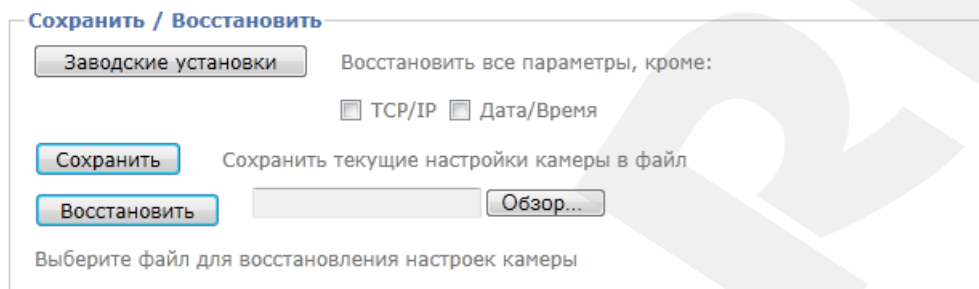 Сохранить / Восстановить
Заводские установки Восстановить все параметры, кроме:
TCP/IP Дата/Время
Сохранить Сохранить текущие настройки камеры в файл
Восстановить Обзор...
Выберите файл для восстановления настроек камеры